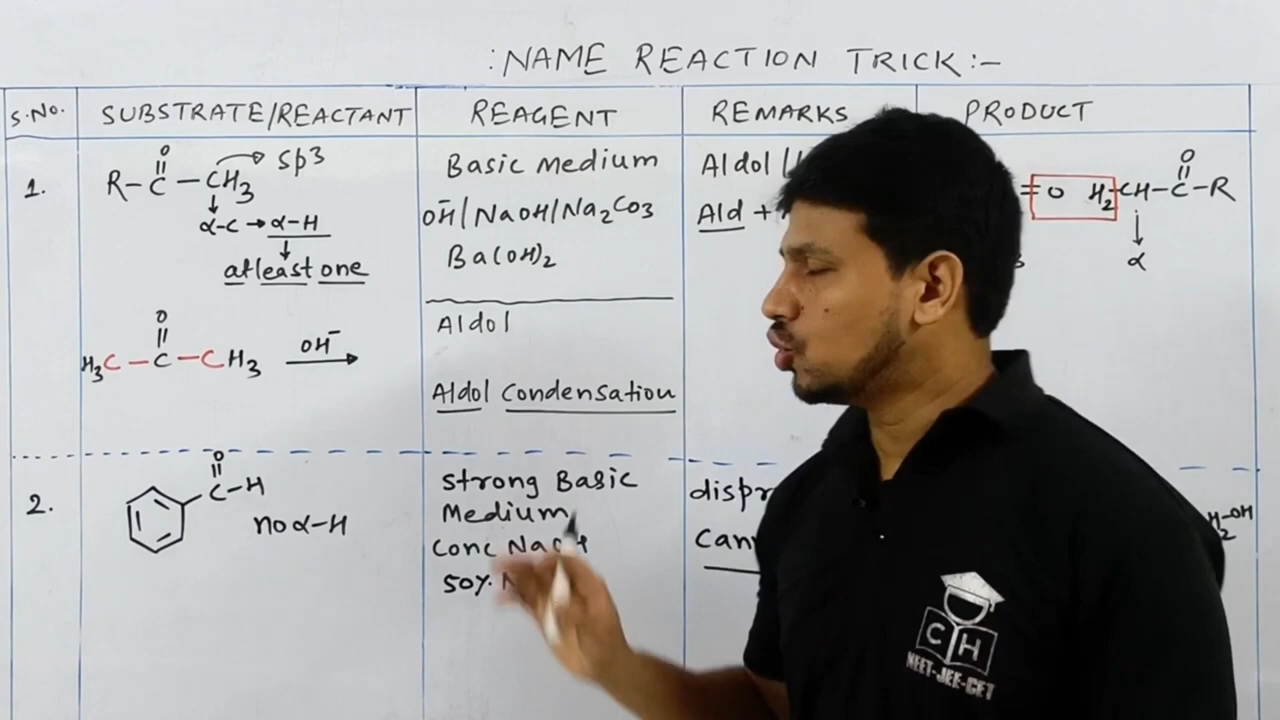 :NAME REACTION TRICK:-
S.No.
SUBSTRATE/REACTANT
REAGENT
REMARKS
PRODUCT
1.
R-C-CH3 → sp3
O
α-C → α-H
atleast one
Basic Medium
OH̄ / NaOH / Na2CO3
Ba(OH)2
Aldol
Ald +
= O H2 CH-C-R
O
α
O
H3C-C-CH3 OH⁻
Aldol
Aldol Condensation
2.
O
C-H
no α-H
Strong Basic
Medium
Conc NaOH
50%
OH
C H
NEET-JEE-CET